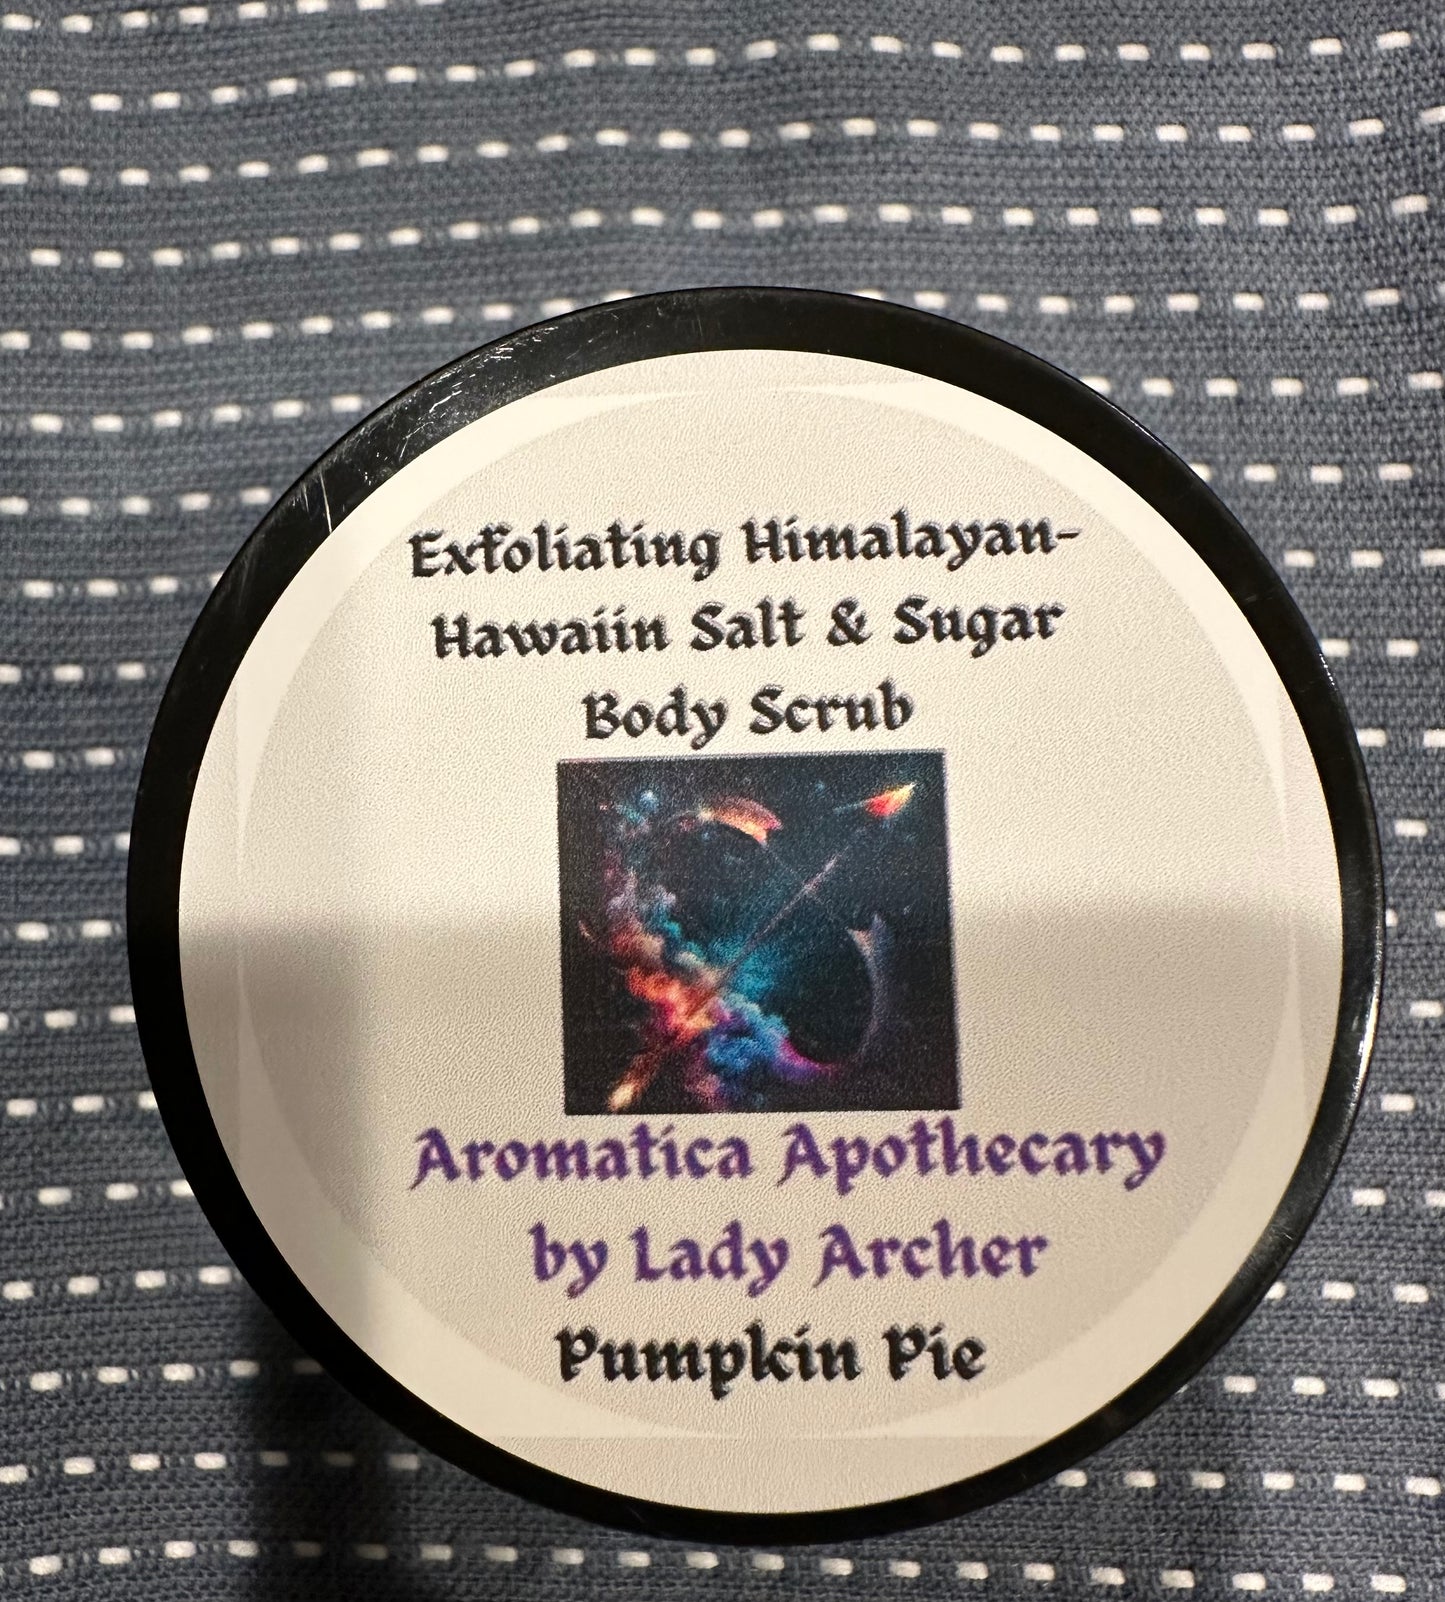 Exfoliating Himalayan-
Hawaiin Salt & Sugar
Body Scrub
Aromatica Apothecary
by Lady Archer
Pumpkin Pie